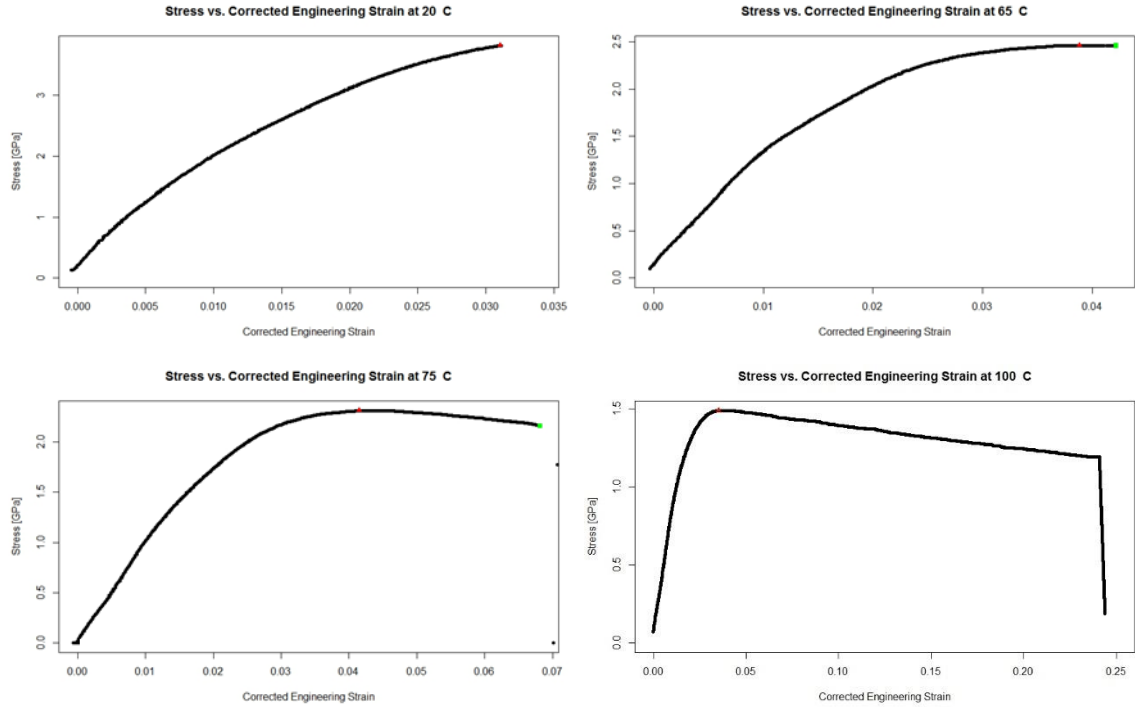 Stress vs. Corrected Engineering Strain at 20 C
Stress [GPa]
3
2
1
0
0.000 0.005 0.010 0.015 0.020 0.025 0.030 0.035
Corrected Engineering Strain
Stress vs. Corrected Engineering Strain at 65 C
Stress [GPa]
2.5
2.0
1.5
1.0
0.5
0.0
0.00 0.01 0.02 0.03 0.04
Corrected Engineering Strain
Stress vs. Corrected Engineering Strain at 75 C
Stress [GPa]
2.0
1.5
1.0
0.5
0.0
0.00 0.01 0.02 0.03 0.04 0.05 0.06 0.07
Corrected Engineering Strain
Stress vs. Corrected Engineering Strain at 100 C
Stress [GPa]
1.5
1.0
0.5
0.0
0.00 0.05 0.10 0.15 0.20 0.25
Corrected Engineering Strain